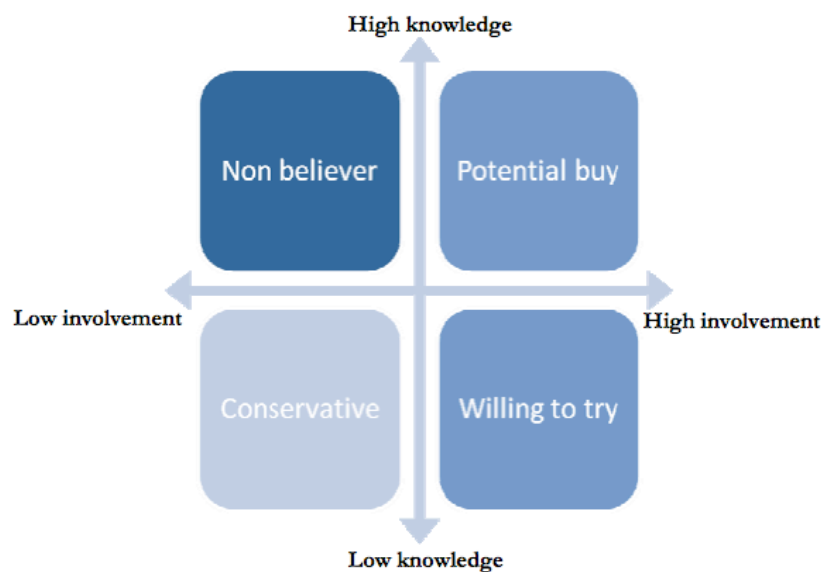 High knowledge
Non believer
Potential buy
Low involvement
High involvement
Conservative
Willing to try
Low knowledge